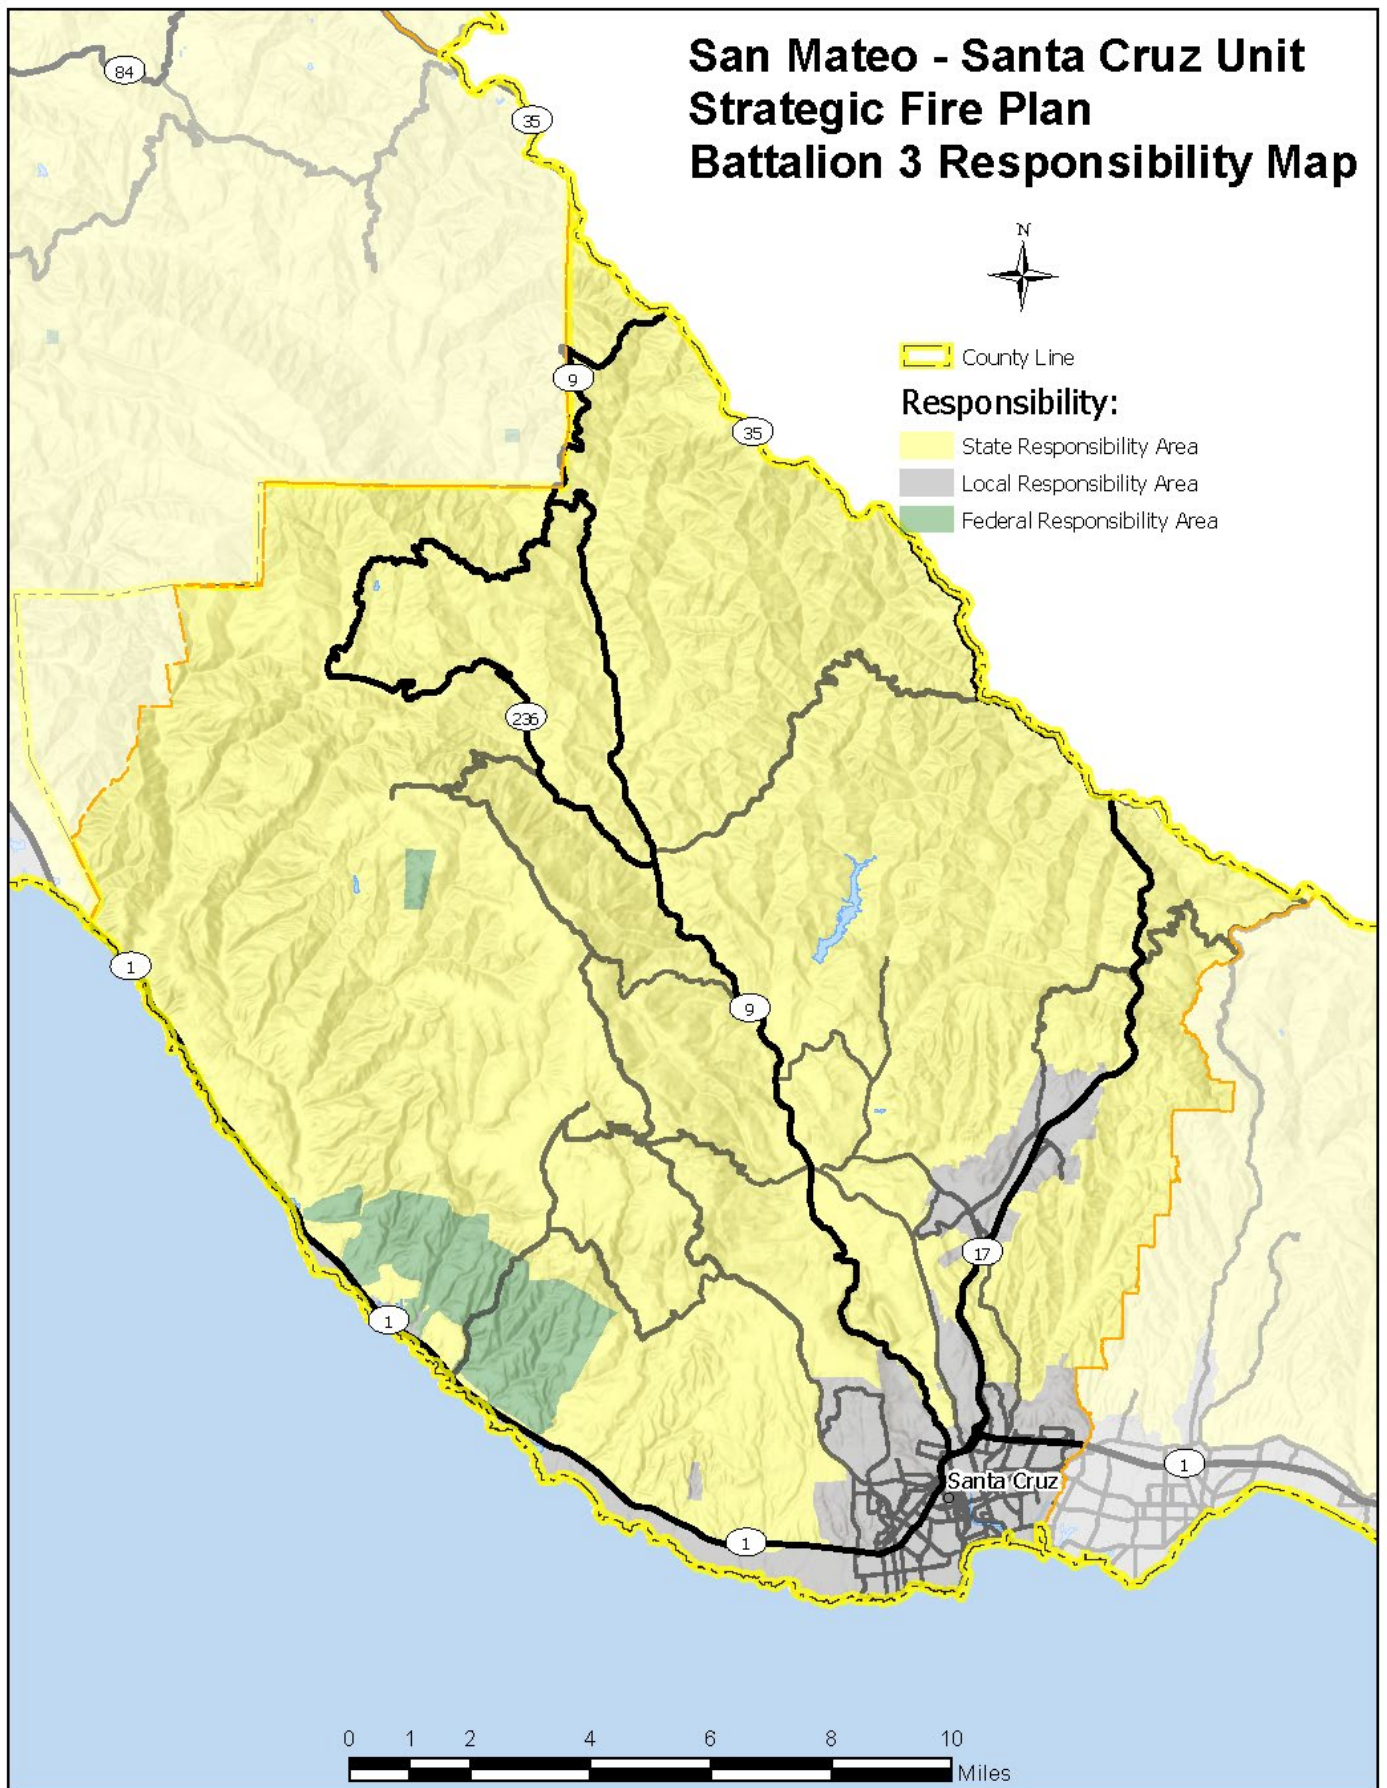 San Mateo - Santa Cruz Unit
Strategic Fire Plan
Battalion 3 Responsibility Map
84
35
N
County Line
9
Responsibility:
35
State Responsibility Area
Local Responsibility Area
Federal Responsibility Area
236
1
9
17
1
1
Santa Cruz
1
0 1 2 4 6 8 10
Miles